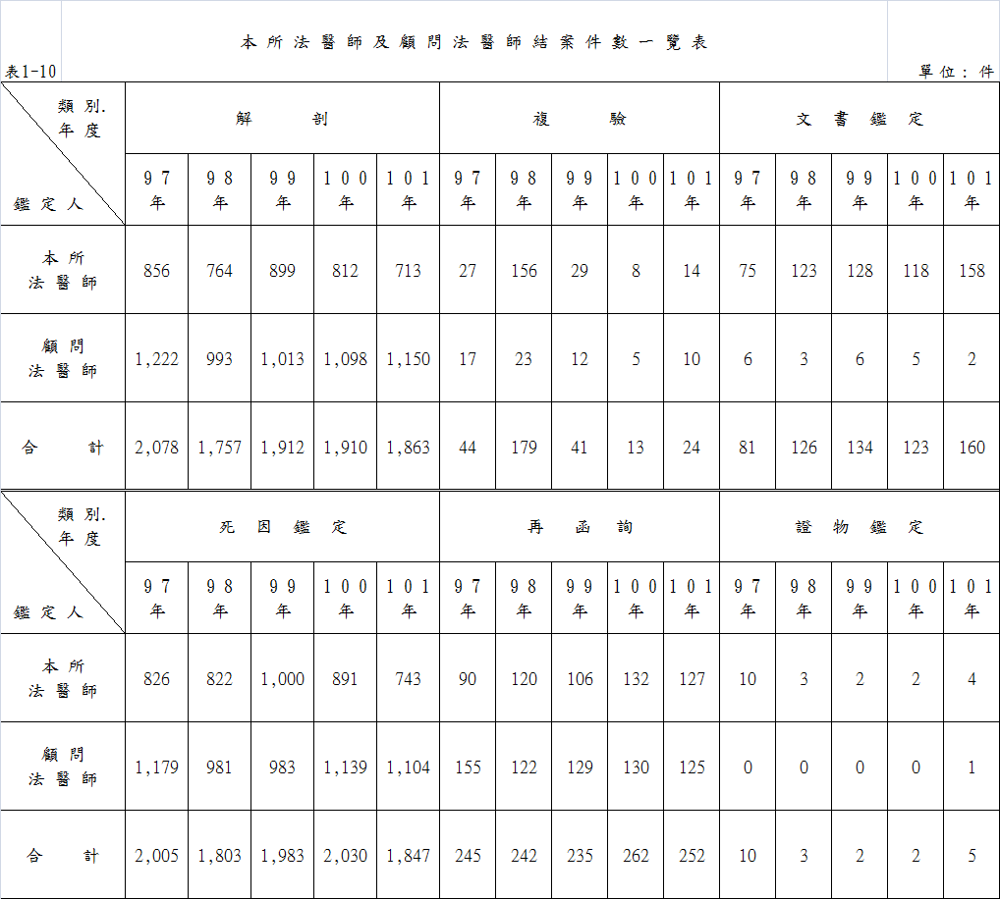 本所法醫師及顧問法醫師結案件數一覽表
表1-10 單位：件
類別. 年度 鑑定人 解剖 複驗 文書鑑定
97年 98年 99年 100年 101年 97年 98年 99年 100年 101年 97年 98年 99年 100年 101年
本所法醫師 856 764 899 812 713 27 156 29 8 14 75 123 128 118 158
顧問法醫師 1,222 993 1,013 1,098 1,150 17 23 12 5 10 6 3 6 5 2
合計 2,078 1,757 1,912 1,910 1,863 44 179 41 13 24 81 126 134 123 160
類別. 年度 鑑定人 死因鑑定 再函詢 證物鑑定
97年 98年 99年 100年 101年 97年 98年 99年 100年 101年 97年 98年 99年 100年 101年
本所法醫師 826 822 1,000 891 743 90 120 106 132 127 10 3 2 2 4
顧問法醫師 1,179 981 983 1,139 1,104 155 122 129 130 125 0 0 0 0 1
合計 2,005 1,803 1,983 2,030 1,847 245 242 235 262 252 10 3 2 2 5